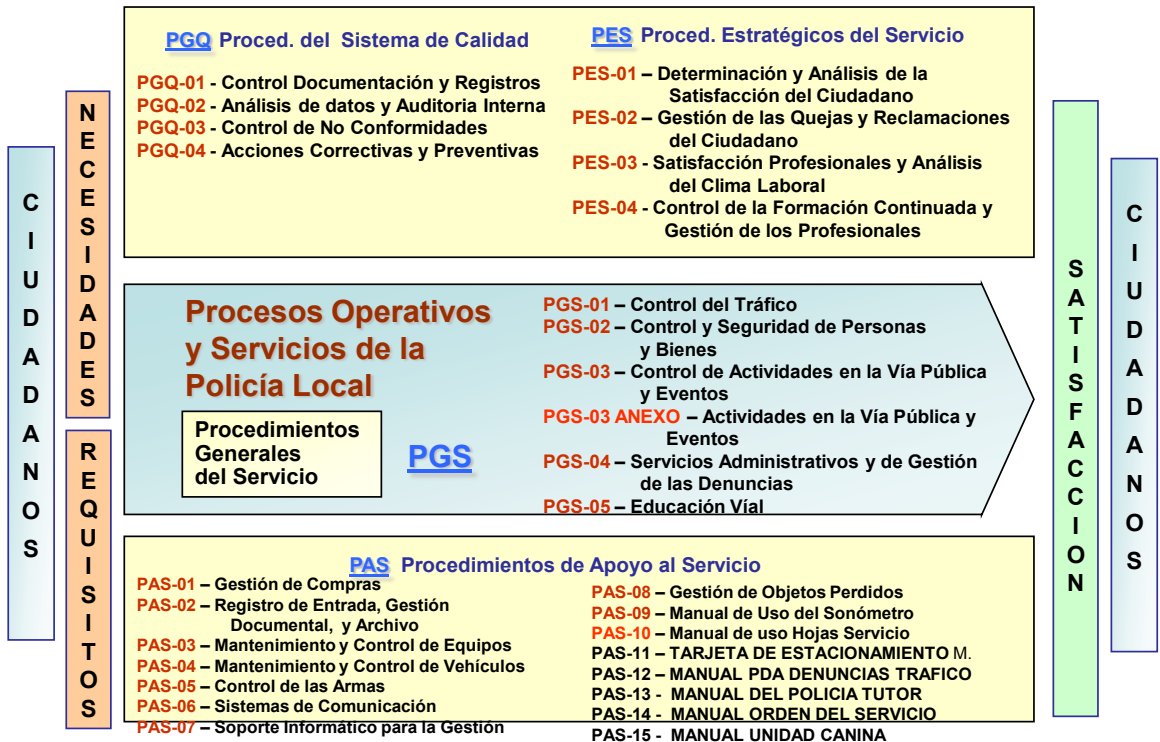 CIUDADANOS
NECESIDADES
REQUISITOS
PGQ Proced. del Sistema de Calidad
PGQ-01 - Control Documentación y Registros
PGQ-02 - Análisis de datos y Auditoria Interna
PGQ-03 - Control de No Conformidades
PGQ-04 - Acciones Correctivas y Preventivas
PES Proced. Estratégicos del Servicio
PES-01 – Determinación y Análisis de la
Satisfacción del Ciudadano
PES-02 – Gestión de las Quejas y Reclamaciones
del Ciudadano
PES-03 - Satisfacción Profesionales y Análisis
del Clima Laboral
PES-04 - Control de la Formación Continuada y
Gestión de los Profesionales
Procesos Operativos
y Servicios de la
Policía Local
Procedimientos
Generales
del Servicio
PGS
PGS-01 – Control del Tráfico
PGS-02 – Control y Seguridad de Personas
y Bienes
PGS-03 – Control de Actividades en la Vía Pública
y Eventos
PGS-03 ANEXO – Actividades en la Vía Pública y
Eventos
PGS-04 – Servicios Administrativos y de Gestión
de las Denuncias
PGS-05 – Educación Víal
PAS Procedimientos de Apoyo al Servicio
PAS-01 – Gestión de Compras
PAS-02 – Registro de Entrada, Gestión
Documental, y Archivo
PAS-03 – Mantenimiento y Control de Equipos
PAS-04 – Mantenimiento y Control de Vehículos
PAS-05 – Control de las Armas
PAS-06 – Sistemas de Comunicación
PAS-07 – Soporte Informático para la Gestión
PAS-08 – Gestión de Objetos Perdidos
PAS-09 – Manual de Uso del Sonómetro
PAS-10 – Manual de uso Hojas Servicio
PAS-11 – TARJETA DE ESTACIONAMIENTO M.
PAS-12 – MANUAL PDA DENUNCIAS TRAFICO
PAS-13 - MANUAL DEL POLICIA TUTOR
PAS-14 - MANUAL ORDEN DEL SERVICIO
PAS-15 - MANUAL UNIDAD CANINA
SATISFACCION
CIUDADANOS